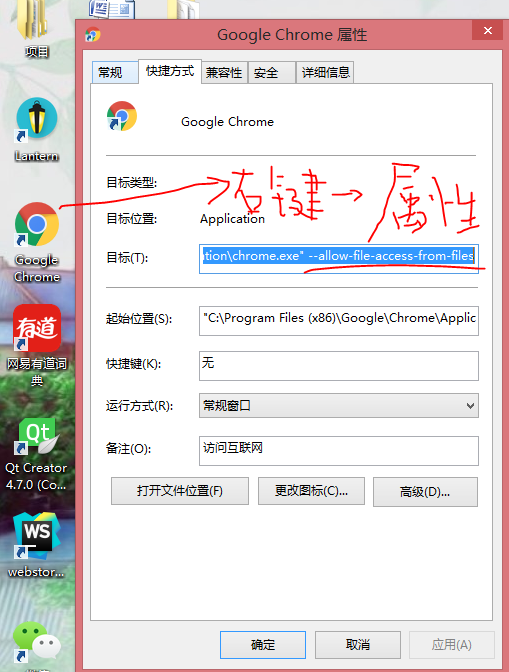 项目
Lantern
Google
Chrome
有道
网易有道词
典
Qt
Qt Creator
4.7.0 (Co...
WS
webstor...
Google Chrome 属性
常规
快捷方式
兼容性
安全
详细信息
Google Chrome
目标类型:
右键→属性
目标位置:
Application
目标(T):
ation\chrome.exe" --allow-file-access-from-files
起始位置(S):
"C:\Program Files (x86)\Google\Chrome\Applic
快捷键(K):
无
运行方式(R):
常规窗口
备注(O):
访问互联网
打开文件位置(F)
更改图标(C)...
高级(D)...
确定
取消
应用(A)